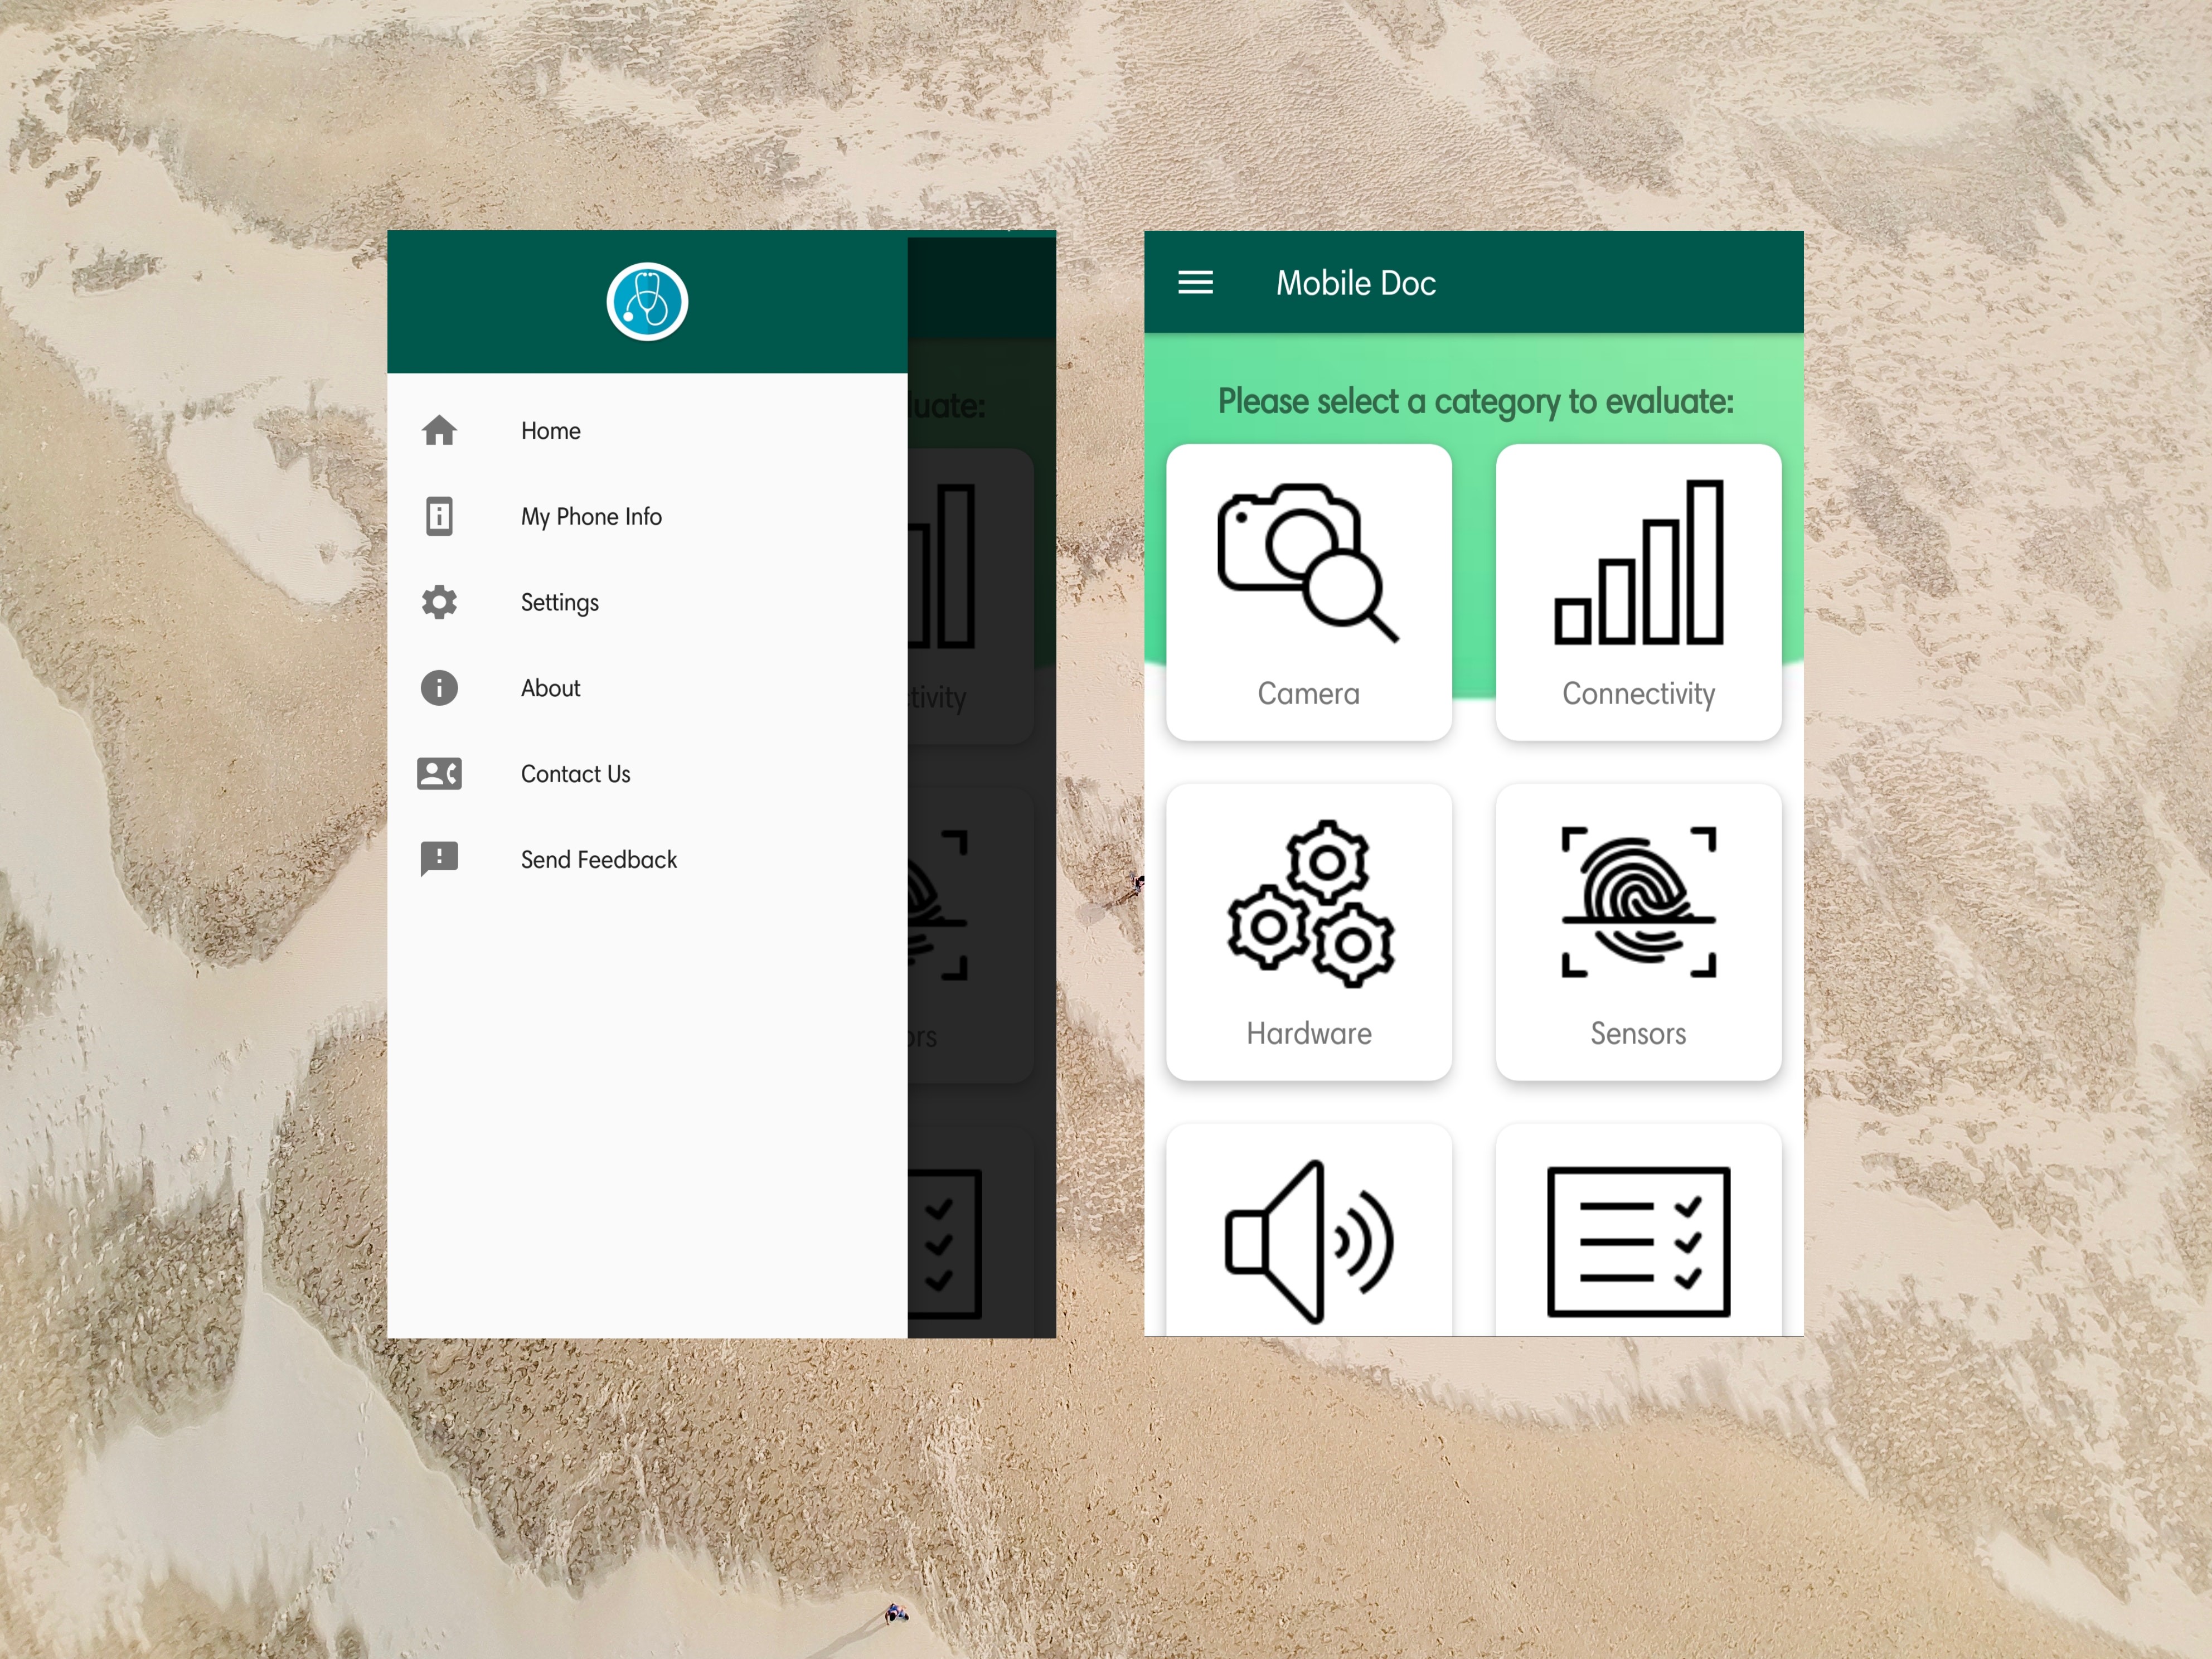 Home
My Phone Info
Settings
About
Contact Us
Send Feedback
luate:
tivity
ors
Mobile Doc
Please select a category to evaluate:
Camera
Connectivity
Hardware
Sensors